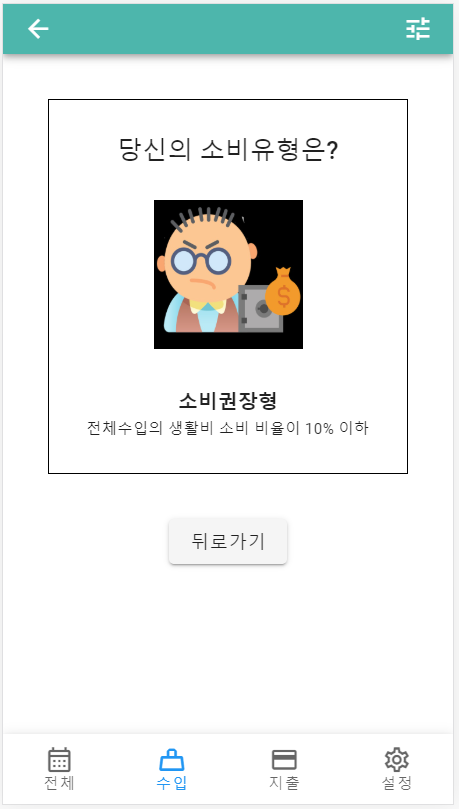 당신의 소비유형은?
$
소비권장형
전체수입의 생활비 소비 비율이 10% 이하
뒤로가기
전체 수입 지출 설정